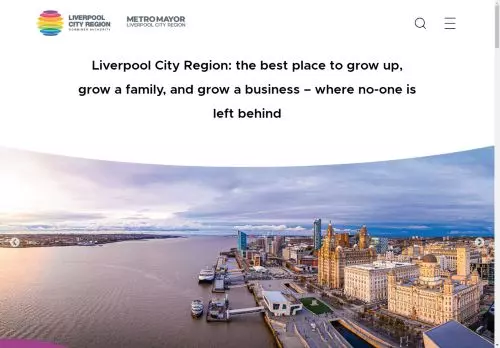 LIVERPOOL
CITY REGION
COMBINED AUTHORITY
METRO MAYOR
LIVERPOOL CITY REGION
Liverpool City Region: the best place to grow up,
grow a family, and grow a business – where no-one is
left behind